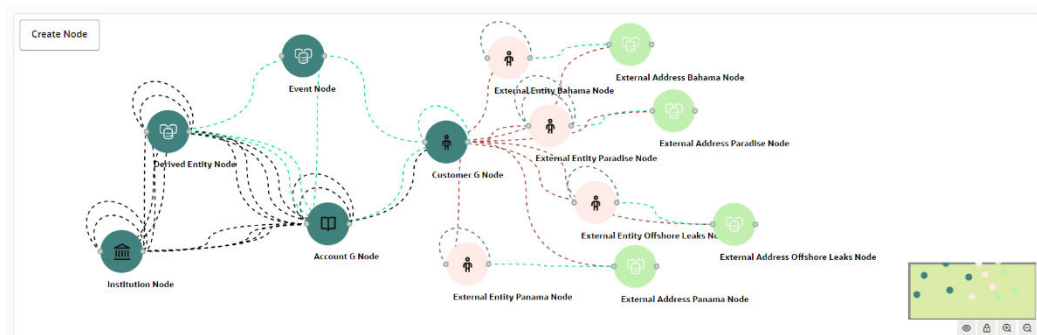 Create Node
Event Node
External Entity Bahama Node
External Address Bahama Node
Derived Entity Node
External Entity Paradise Node
External Address Paradise Node
Customer G Node
Account G Node
External Entity Offshore Leaks No
External Address Offshore Leaks Node
Institution Node
External Entity Panama Node
External Address Panama Node